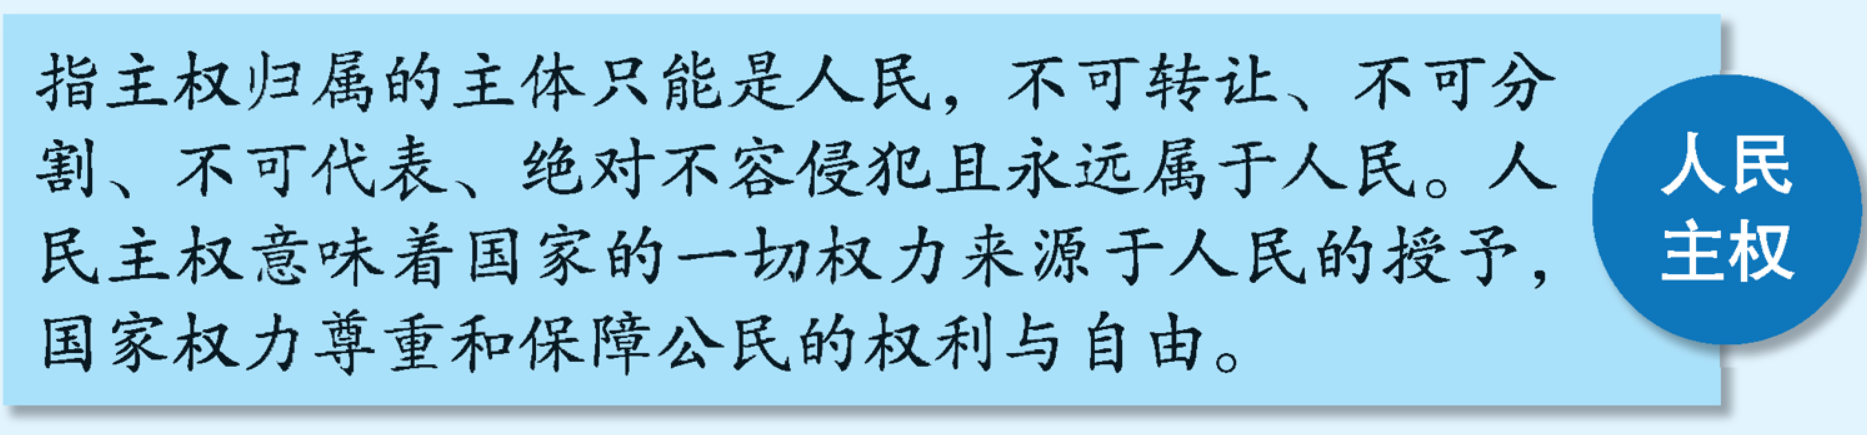 指主权归属的主体只能是人民，不可转让、不可分
割、不可代表、绝对不容侵犯且永远属于人民。人
民主权意味着国家的一切权力来源于人民的授予，
国家权力尊重和保障公民的权利与自由。
人民
主权